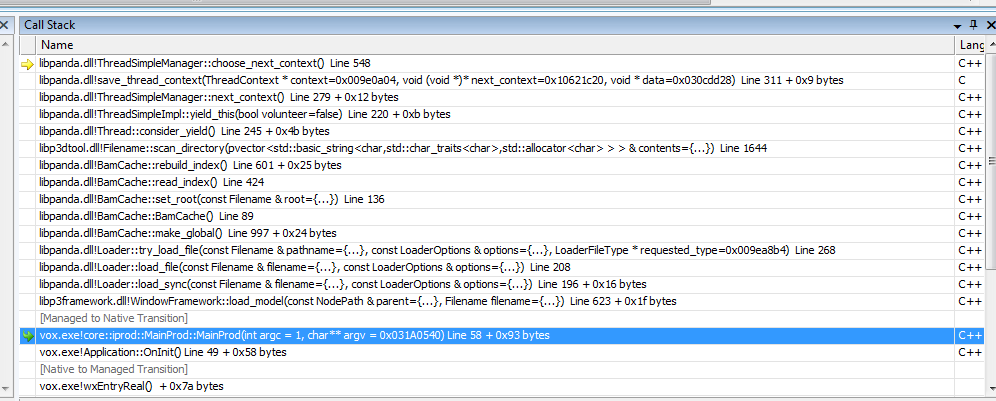 Call Stack
Name Lang
libpanda.dll!ThreadSimpleManager::choose_next_context() Line 548 C++
libpanda.dll!save_thread_context(ThreadContext * context=0x009e0a04, void (void *)* next_context=0x10621c20, void * data=0x030cdd28) Line 311 + 0x9 bytes C
libpanda.dll!ThreadSimpleManager::next_context() Line 279 + 0x12 bytes C++
libpanda.dll!ThreadSimpleImpl::yield_this(bool volunteer=false) Line 220 + 0xb bytes C++
libpanda.dll!Thread::consider_yield() Line 245 + 0x4b bytes C++
libp3dtool.dll!Filename::scan_directory(pvector<std::basic_string<char,std::char_traits<char>,std::allocator<char> > > & contents={...}) Line 1644 C++
libpanda.dll!BamCache::rebuild_index() Line 601 + 0x25 bytes C++
libpanda.dll!BamCache::read_index() Line 424 C++
libpanda.dll!BamCache::set_root(const Filename & root={...}) Line 136 C++
libpanda.dll!BamCache::BamCache() Line 89 C++
libpanda.dll!BamCache::make_global() Line 997 + 0x24 bytes C++
libpanda.dll!Loader::try_load_file(const Filename & pathname={...}, const LoaderOptions & options={...}, LoaderFileType * requested_type=0x009ea8b4) Line 268 C++
libpanda.dll!Loader::load_file(const Filename & filename={...}, const LoaderOptions & options={...}) Line 208 C++
libpanda.dll!Loader::load_sync(const Filename & filename={...}, const LoaderOptions & options={...}) Line 196 + 0x16 bytes C++
libp3framework.dll!WindowFramework::load_model(const NodePath & parent={...}, Filename filename={...}) Line 623 + 0x1f bytes C++
[Managed to Native Transition]
vox.exe!core::iprod::MainProd::MainProd(int argc = 1, char** argv = 0x031A0540) Line 58 + 0x93 bytes C++
vox.exe!Application::OnInit() Line 49 + 0x58 bytes C++
[Native to Managed Transition]
vox.exe!wxEntryReal() + 0x7a bytes